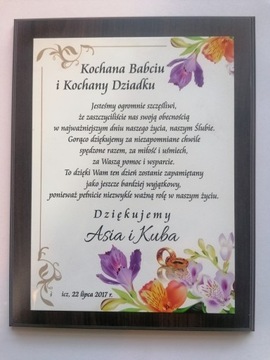 Kochana Babciu
i Kochany Dziadku
Jesteśmy ogromnie szczęśliwi,
że zaszczyciliście nas swoją obecnością
w najważniejszym dniu naszego życia, naszym Ślubie.
Gorąco dziękujemy za niezapomniane chwile
spędzone razem, za miłość i uśmiech,
za Waszą pomoc i wsparcie.
To dzięki Wam ten dzień zostanie zapamiętany
jako jeszcze bardziej wyjątkowy,
ponieważ pełnicie niezwykle ważną rolę w naszym życiu.
Dziękujemy
Asia i Kuba
22 lipca 2017 r.